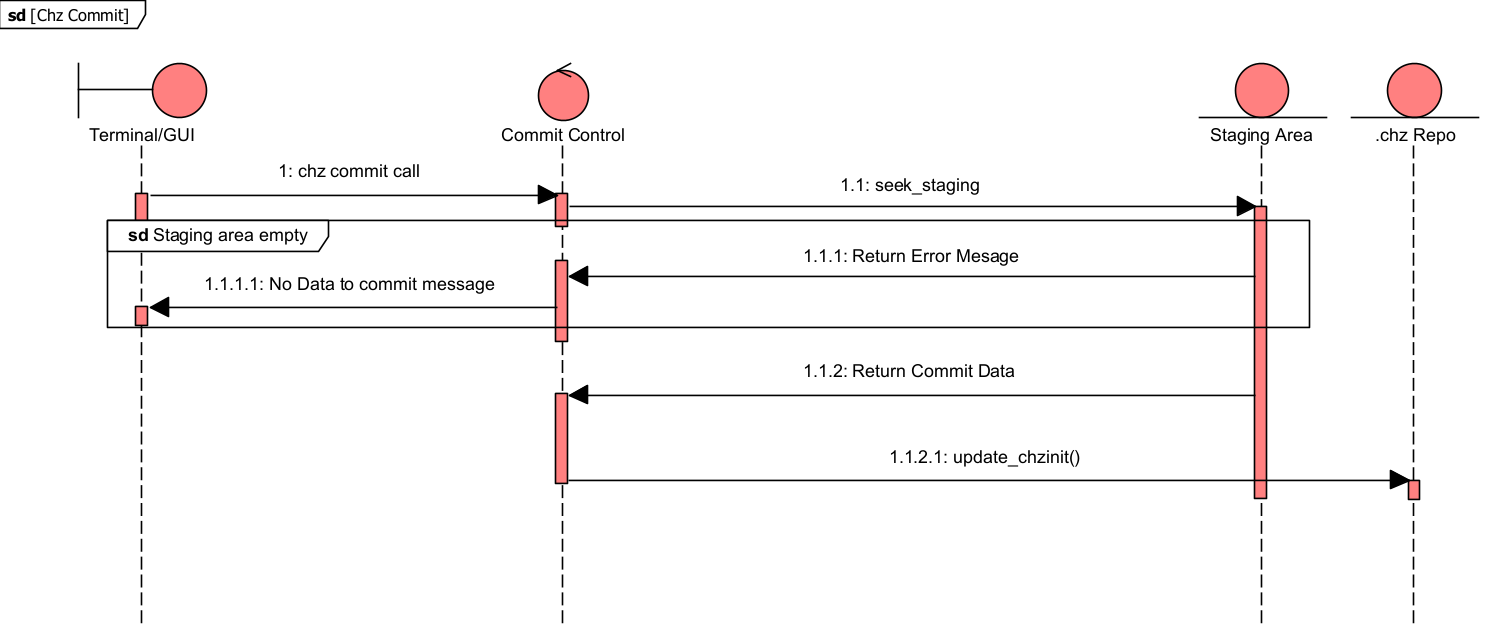 sd [Chz Commit]
Terminal/GUI
Commit Control
Staging Area
.chz Repo
1: chz commit call
1.1: seek_staging
sd Staging area empty
1.1.1: Return Error Mesage
1.1.1.1: No Data to commit message
1.1.2: Return Commit Data
1.1.2.1: update_chzinit()